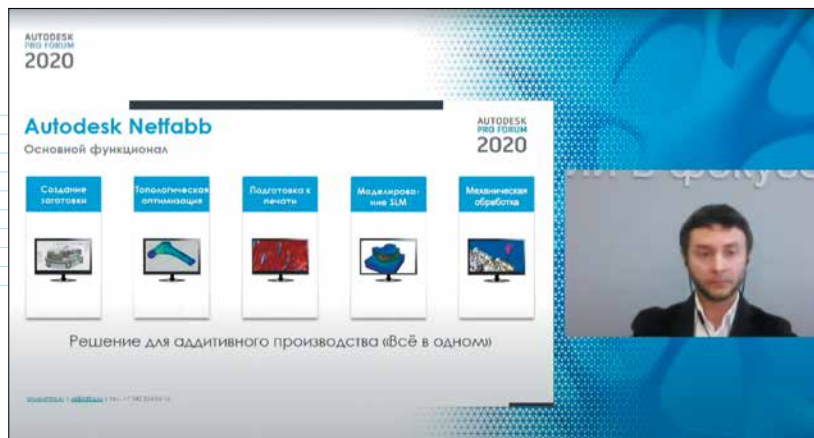 AUTODESK
PRO FORUM
2020
Autodesk Netfabb
Основной функционал
AUTODESK
PRO FORUM
2020
Создание
заготовки
Топологическая
оптимизация
Подготовка к
печати
Моделирова-
ние SLM
Механическая
обработка
в фокусе
Решение для аддитивного производства «Всё в одном»